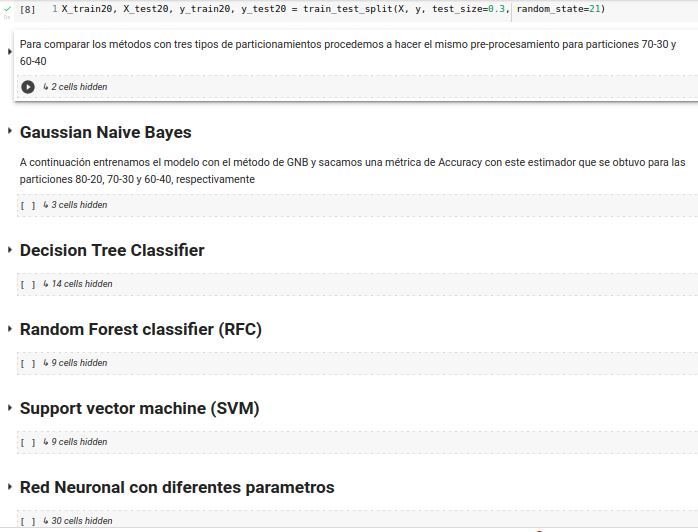 [8] 1 X_train20, X_test20, y_train20, y_test20 = train_test_split(X, y, test_size=0.3, random_state=21)
0s
Para comparar los métodos con tres tipos de particionamientos procedemos a hacer el mismo pre-procesamiento para particiones 70-30 y
60-40
↳ 2 cells hidden
Gaussian Naive Bayes
A continuación entrenamos el modelo con el método de GNB y sacamos una métrica de Accuracy con este estimador que se obtuvo para las
particiones 80-20, 70-30 y 60-40, respectivamente
[ ] ↳ 3 cells hidden
Decision Tree Classifier
[ ] ↳ 14 cells hidden
Random Forest classifier (RFC)
[ ] ↳ 9 cells hidden
Support vector machine (SVM)
[ ] ↳ 9 cells hidden
Red Neuronal con diferentes parametros
[ ] ↳ 30 cells hidden